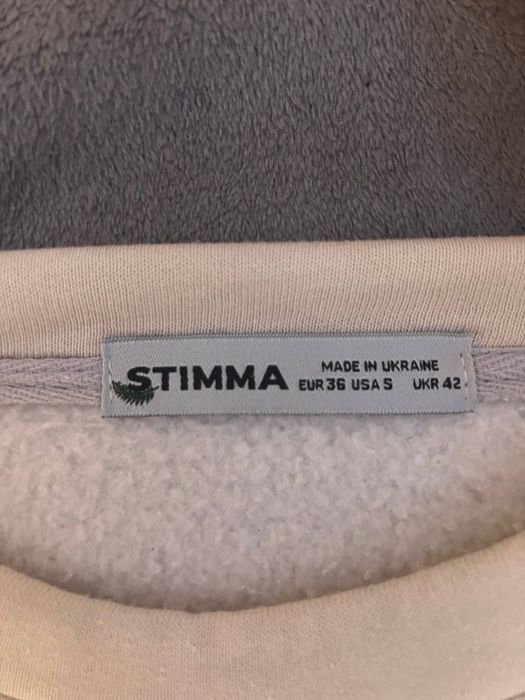 STIMMA
MADE IN UKRAINE
EUR 36 USA S UKR 42